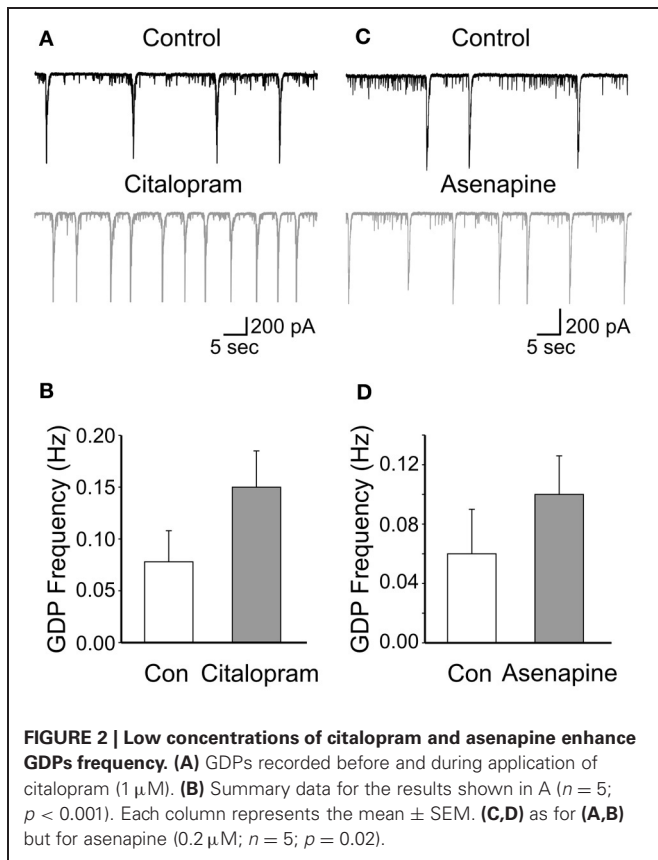 A
Control
C
Control
Citalopram
Asenapine
200 pA
5 sec
200 pA
5 sec
B
GDP Frequency (Hz)
0.20
0.15
0.10
0.05
0.00
Con Citalopram
D
GDP Frequency (Hz)
0.12
0.08
0.04
0.00
Con Asenapine
FIGURE 2 | Low concentrations of citalopram and asenapine enhance
GDPs frequency. (A) GDPs recorded before and during application of
citalopram (1 μM). (B) Summary data for the results shown in A (n = 5;
p < 0.001). Each column represents the mean ± SEM. (C,D) as for (A,B)
but for asenapine (0.2 μM; n = 5; p = 0.02).